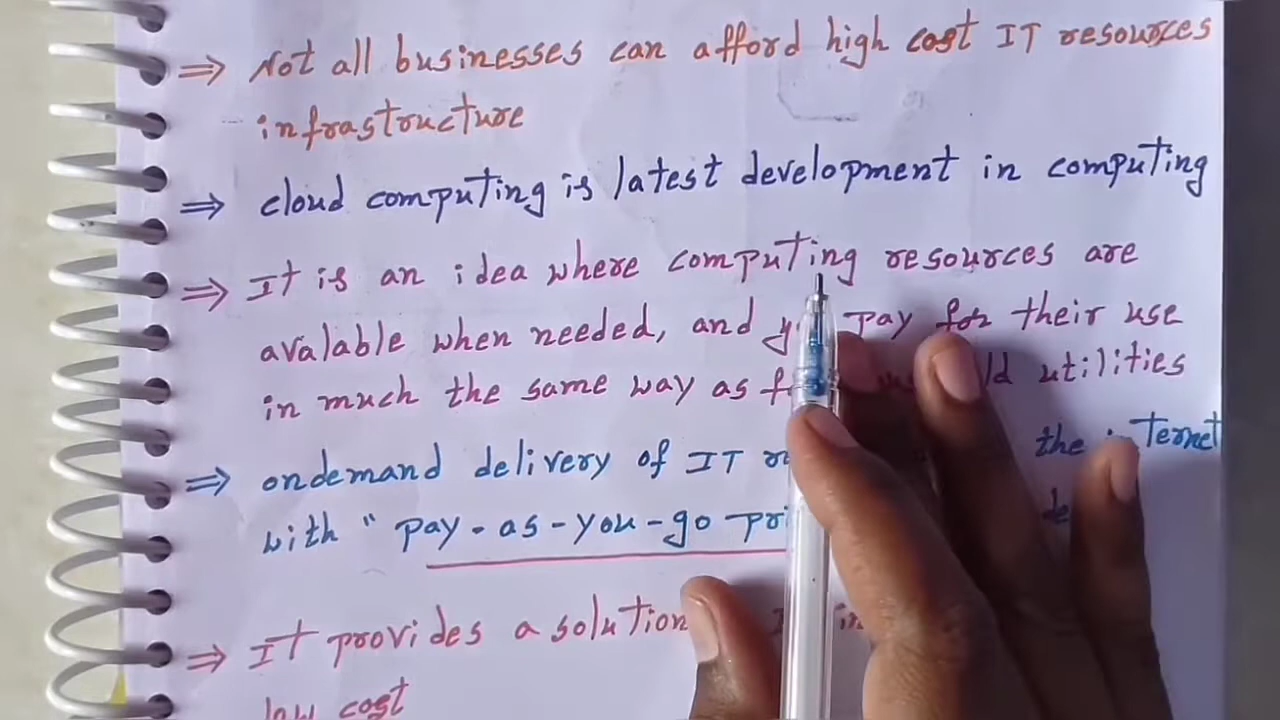 ⇒ Not all businesses can afford high cost IT resources
infrastructure
⇒ cloud computing is latest development in computing
⇒ It is an idea where computing resources are
avalable when needed, and pay for their use
in much the same way as utilities
⇒ ondemand delivery of IT the internet
with " pay-as-you-go
⇒ It provides a solution
low cost